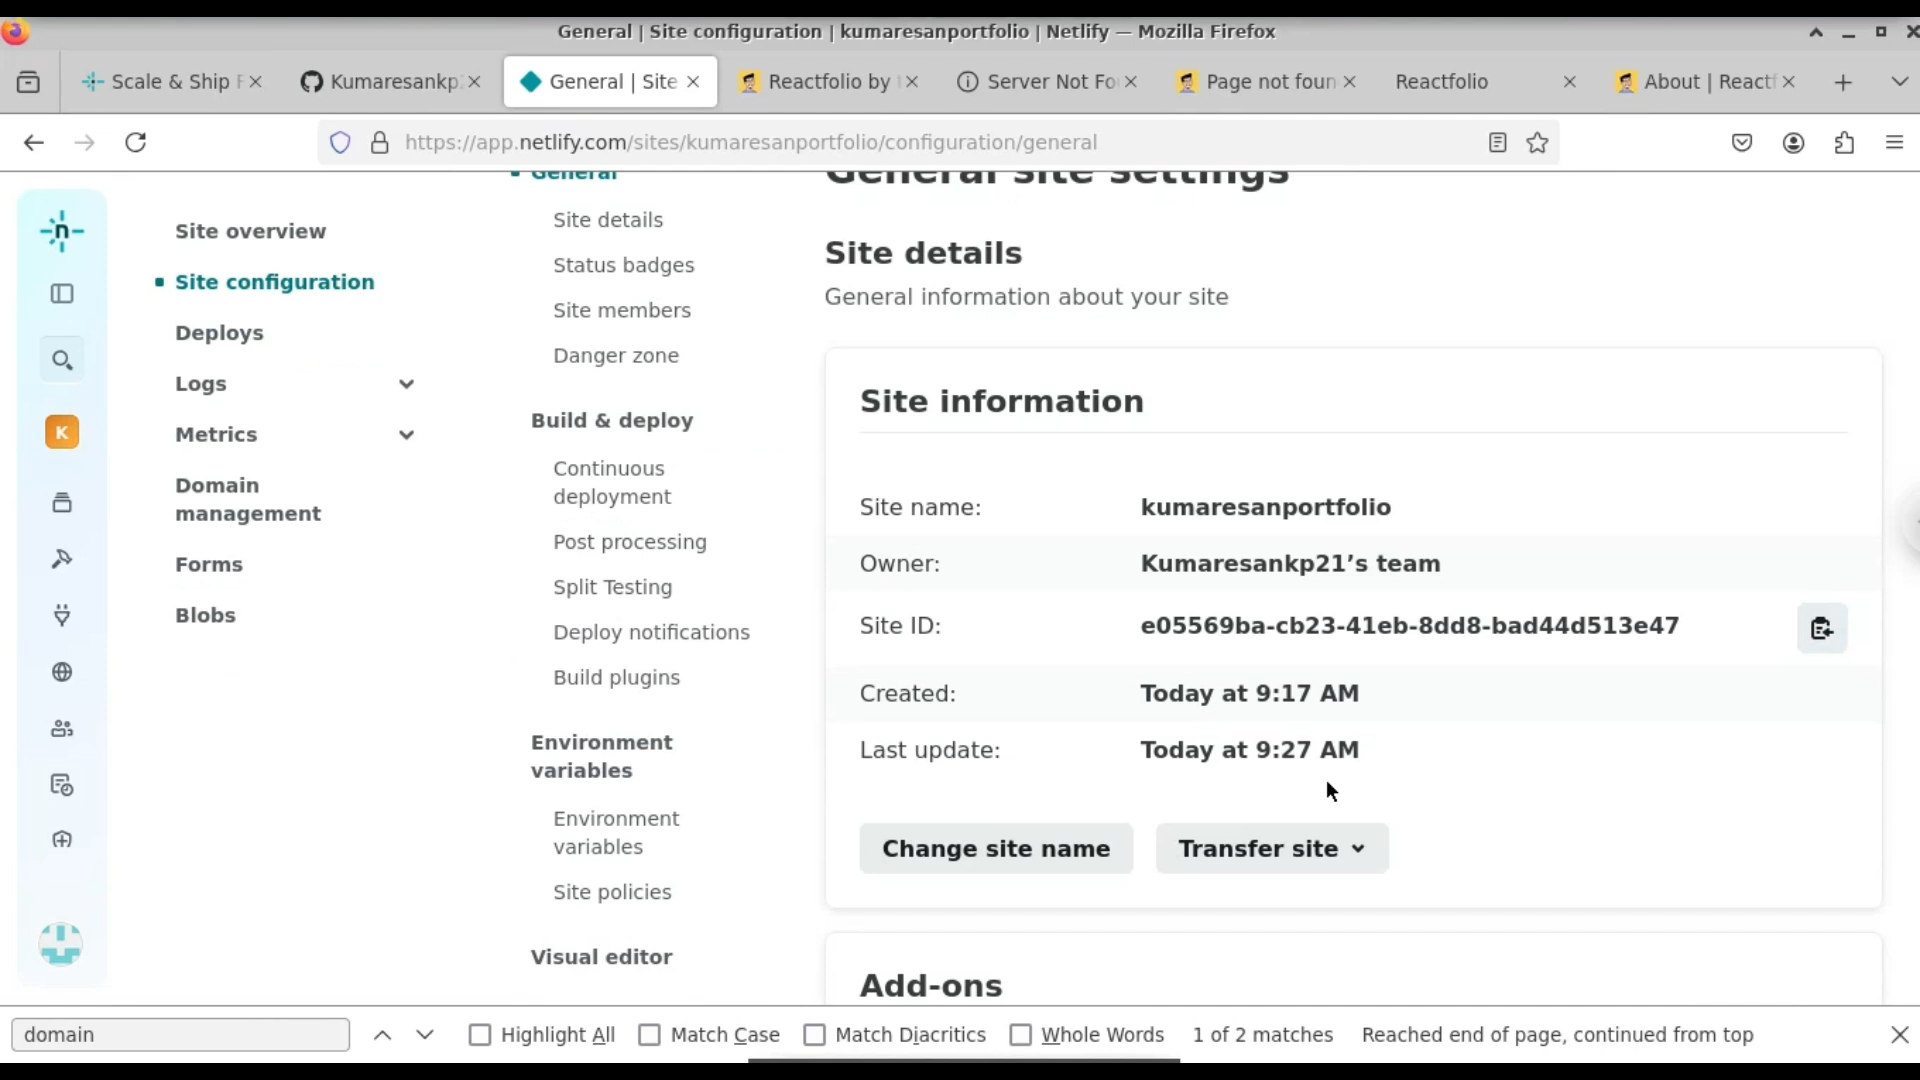 General | Site configuration | kumaresanportfolio | Netlify — Mozilla Firefox
Scale & Ship F
Kumaresankp2
General | Site
Reactfolio by
Server Not Fo
Page not foun
Reactfolio
About | Reactf
https://app.netlify.com/sites/kumaresanportfolio/configuration/general
n
K
Site overview
Site configuration
Deploys
Logs
Metrics
Domain
management
Forms
Blobs
General
Site details
Status badges
Site members
Danger zone
Build & deploy
Continuous
deployment
Post processing
Split Testing
Deploy notifications
Build plugins
Environment
variables
Environment
variables
Site policies
Visual editor
General site settings
Site details
General information about your site
Site information
Site name: kumaresanportfolio
Owner: Kumaresankp21’s team
Site ID: e05569ba-cb23-41eb-8dd8-bad44d513e47
Created: Today at 9:17 AM
Last update: Today at 9:27 AM
Change site name Transfer site
Add-ons
domain Highlight All Match Case Match Diacritics Whole Words 1 of 2 matches Reached end of page, continued from top